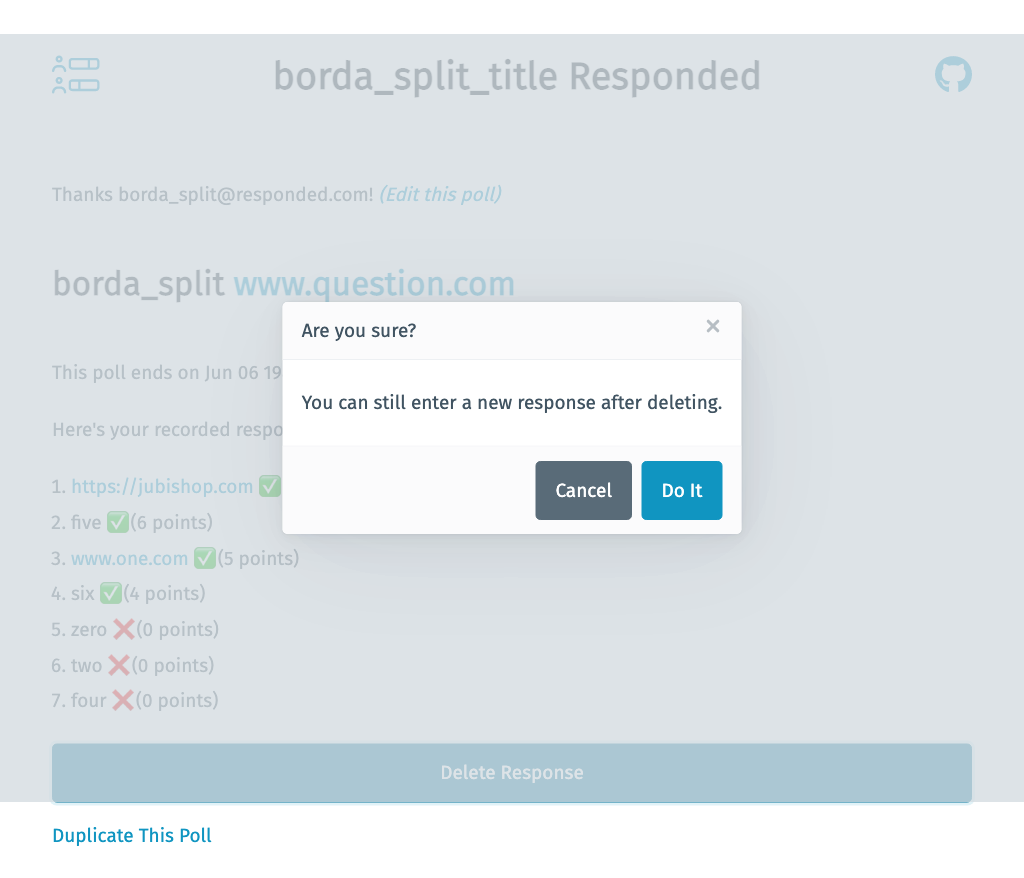 borda_split_title Responded
Thanks borda_split@responded.com! (Edit this poll)
borda_split www.question.com
Are you sure?
×
This poll ends on Jun 06 19
You can still enter a new response after deleting.
Here's your recorded
Cancel
Do It
1. https://jubishop.com ✅
2. five ✅(6 points)
3. www.one.com ✅(5 points)
4. six ✅(4 points)
5. zero ❌(0 points)
6. two ❌(0 points)
7. four ❌(0 points)
Delete Response
Duplicate This Poll